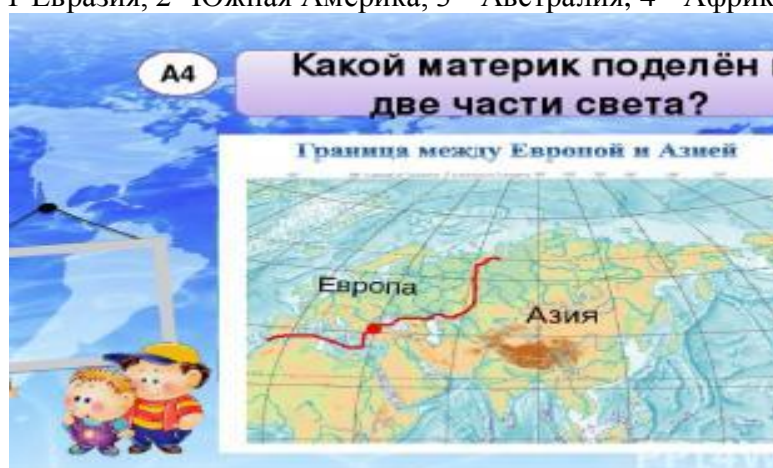 1 Евразия, 2 Южная Америка, 3 – Австралия, 4 – Африк
А4
Какой материк поделён
две части света?
Граница между Европой и Азией
Европа
Азия